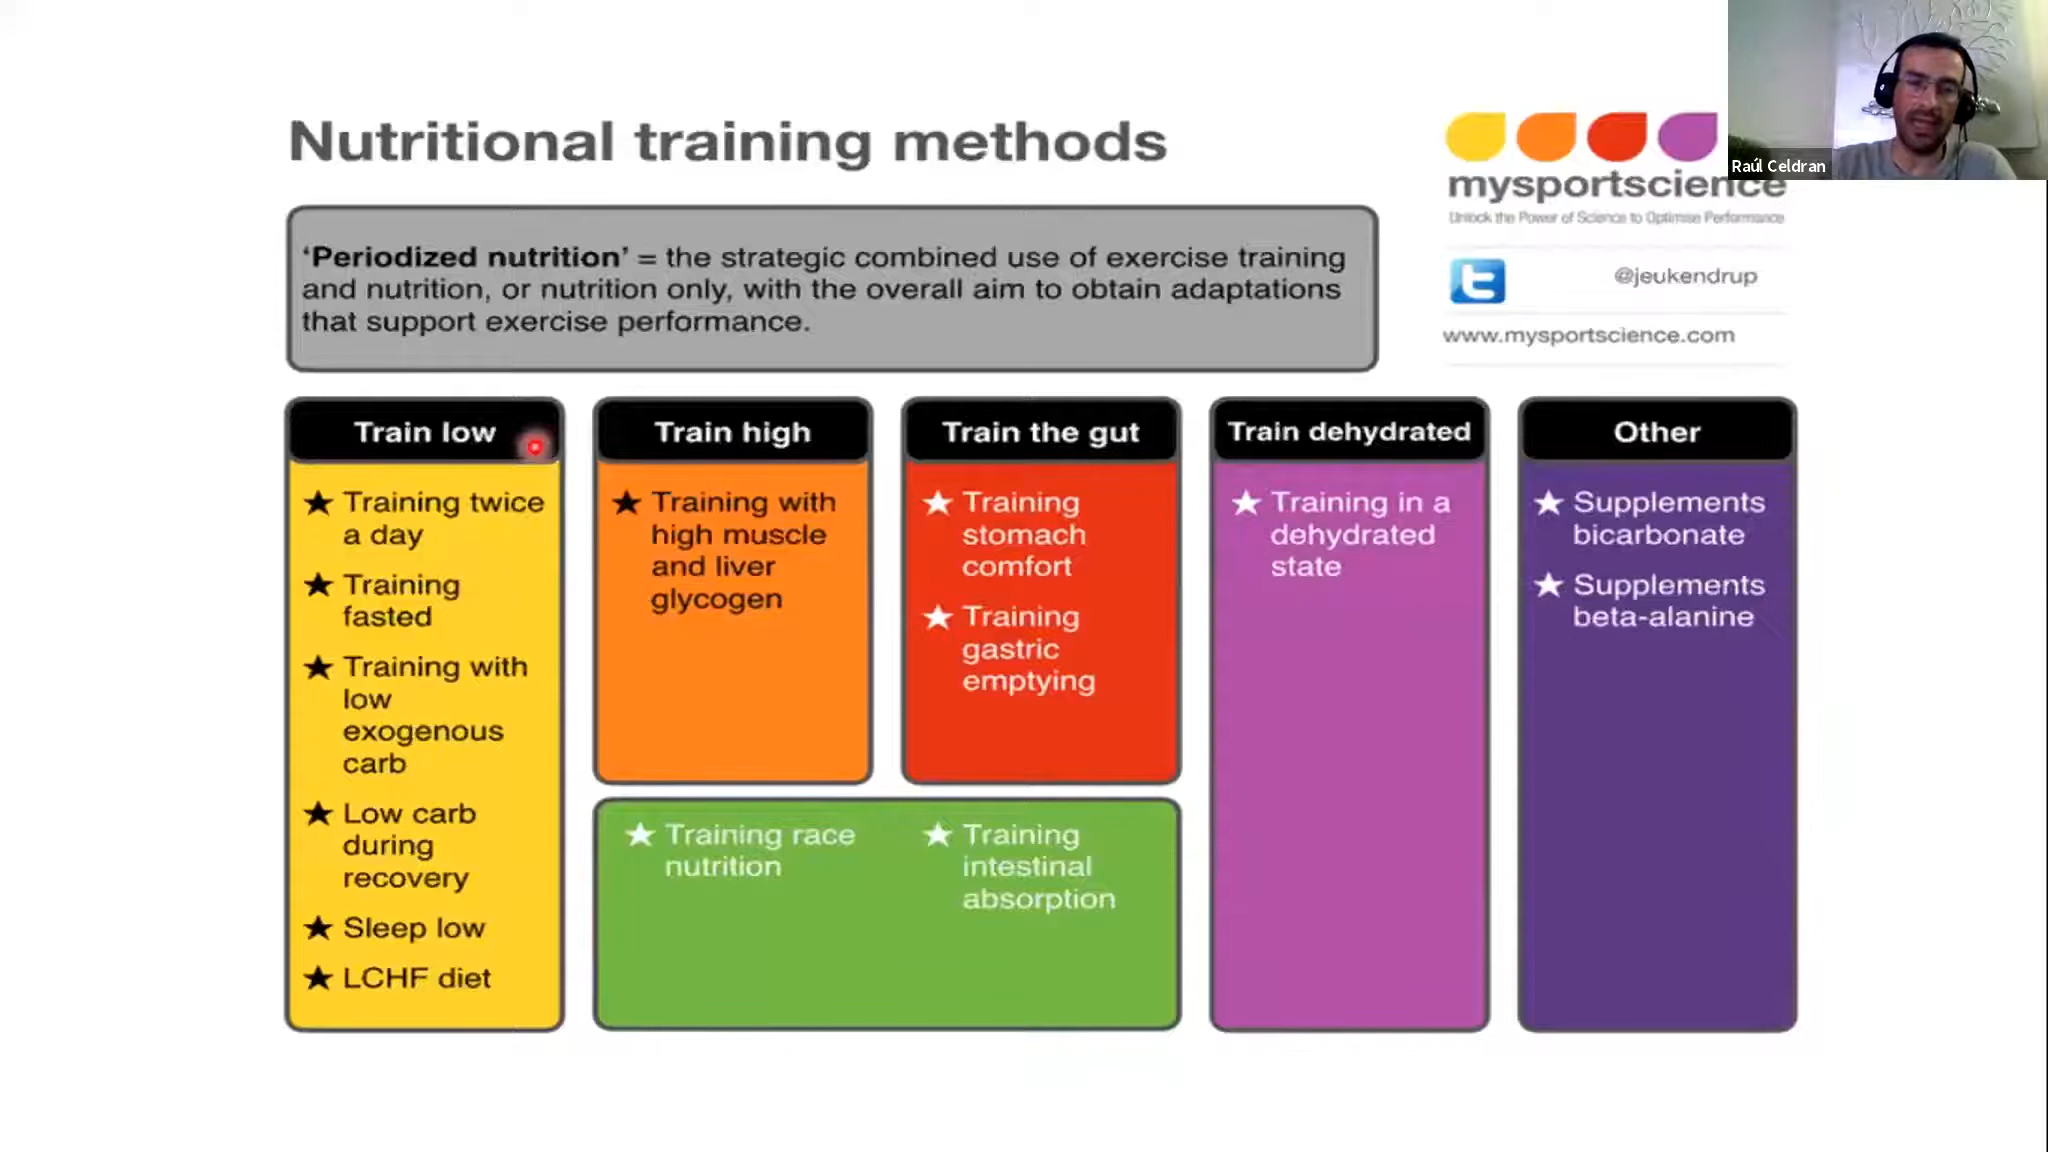 Nutritional training methods
Raúl Celdran
mysportscience
Unlock the Power of Science to Optimise Performance
‘Periodized nutrition’ = the strategic combined use of exercise training
and nutrition, or nutrition only, with the overall aim to obtain adaptations
that support exercise performance.
@jeukendrup
www.mysportscience.com
Train low
Training twice
a day
Training
fasted
Training with
low
exogenous
carb
Low carb
during
recovery
Sleep low
LCHF diet
Train high
Training with
high muscle
and liver
glycogen
Train the gut
Training
stomach
comfort
Training
gastric
emptying
Training race
nutrition
Training
intestinal
absorption
Train dehydrated
Training in a
dehydrated
state
Other
Supplements
bicarbonate
Supplements
beta-alanine